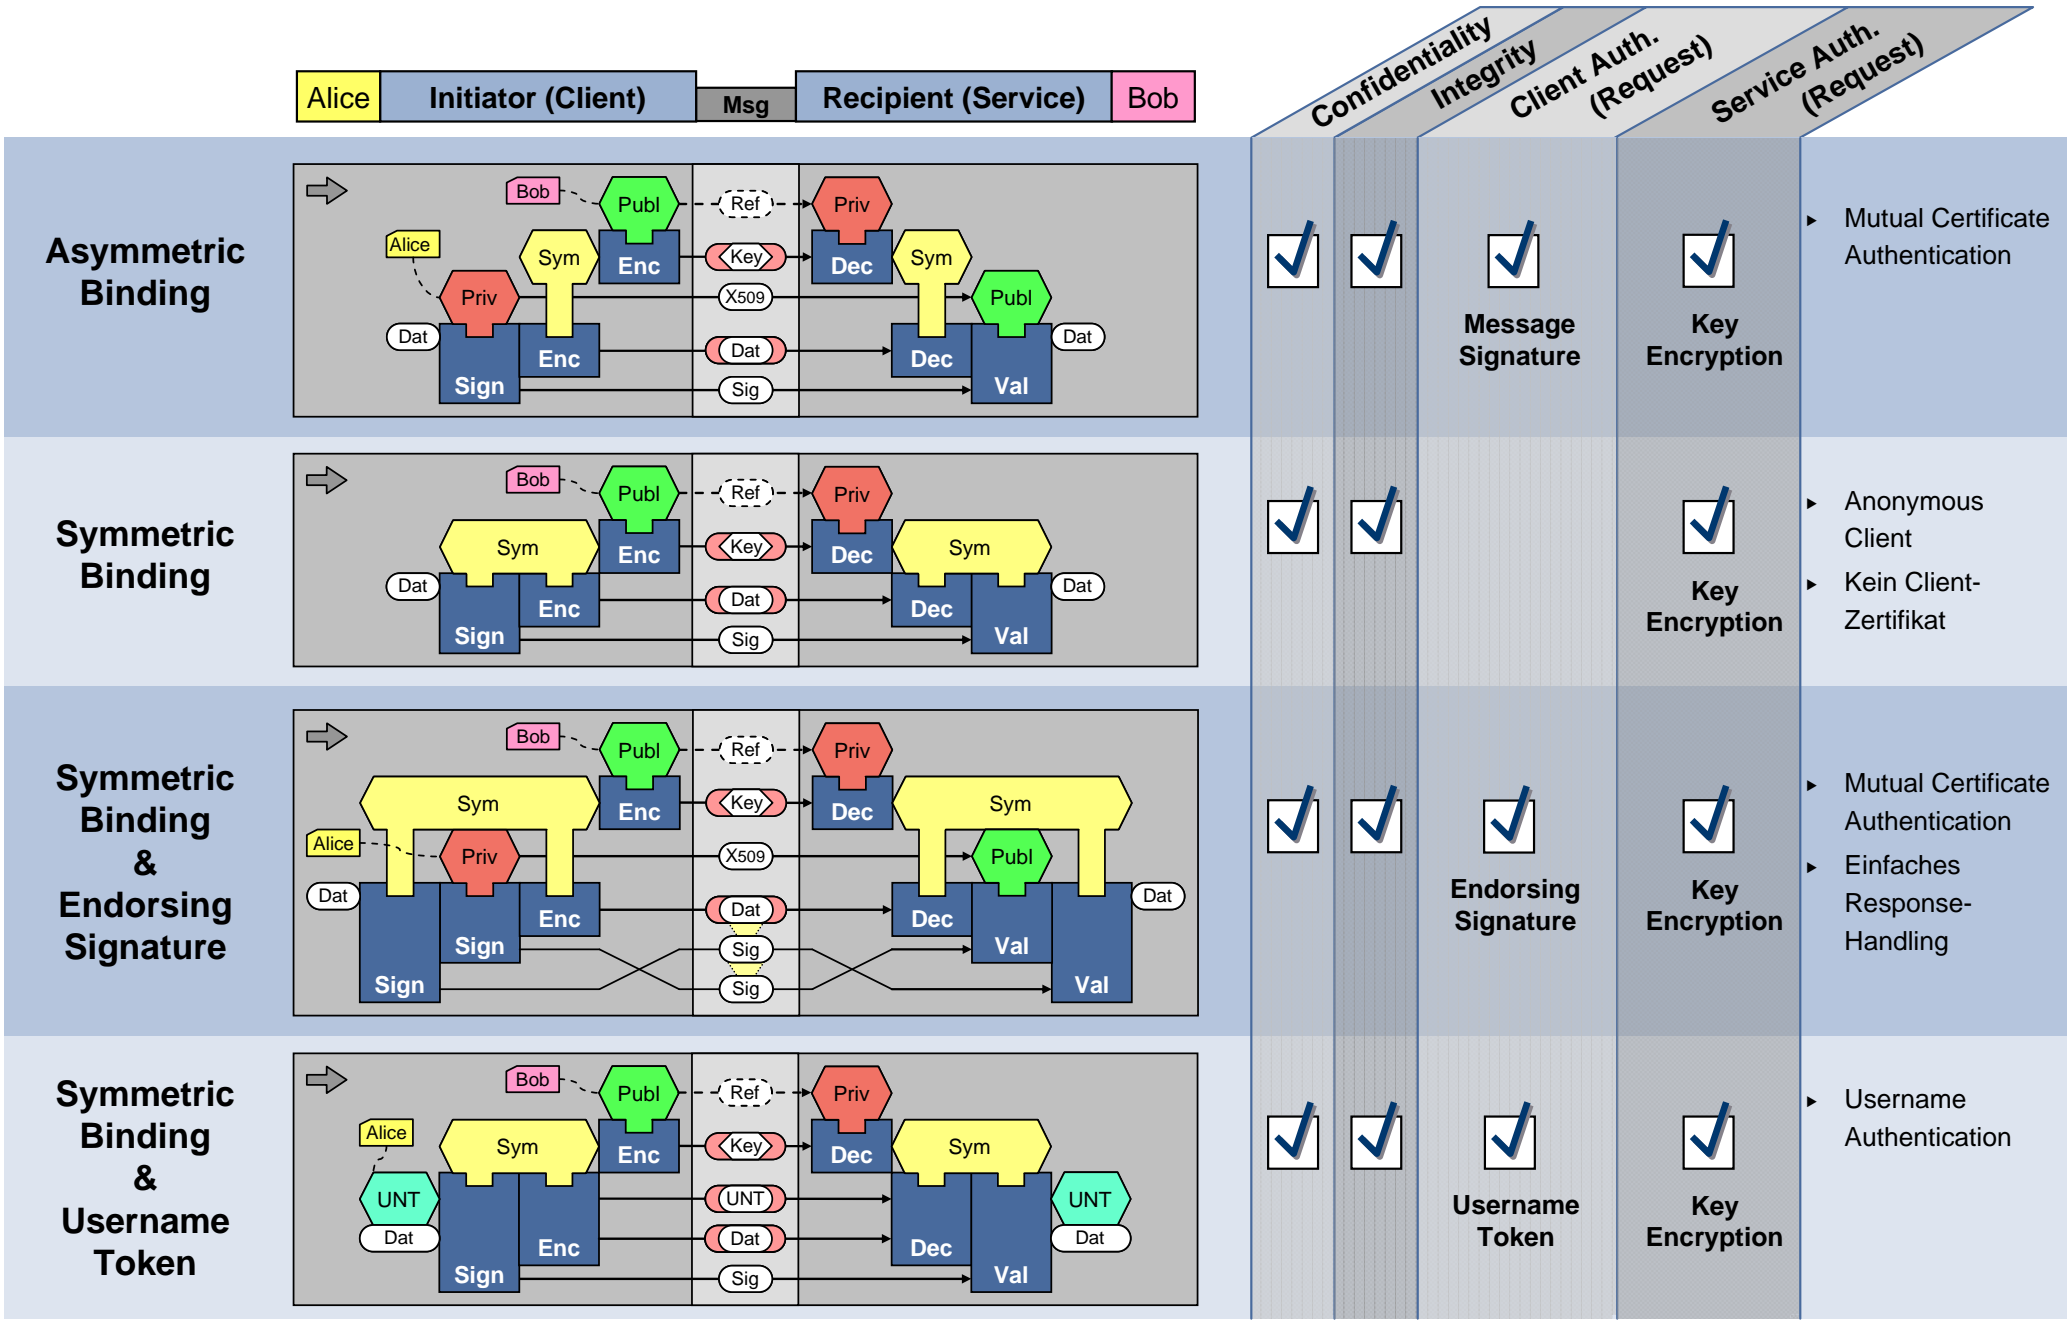 Alice
Initiator (Client)
Msg
Recipient (Service)
Bob
Confidentiality
Integrity
Client Auth.
(Request)
Service Auth.
(Request)
Asymmetric
Binding
Bob
Publ
Ref
Priv
Alice
Sym
Enc
Key
Dec
Sym
Priv
X509
Publ
Dat
Enc
Dat
Dec
Dat
Sign
Sig
Val
Message
Signature
Key
Encryption
Mutual Certificate
Authentication
Symmetric
Binding
Bob
Publ
Ref
Priv
Sym
Enc
Key
Dec
Sym
Dat
Enc
Dat
Dec
Dat
Sign
Sig
Val
Key
Encryption
Anonymous
Client
Kein Client-
Zertifikat
Symmetric
Binding
&
Endorsing
Signature
Bob
Publ
Ref
Priv
Sym
Enc
Key
Dec
Sym
Alice
Priv
X509
Publ
Dat
Enc
Dat
Dec
Dat
Sign
Sig
Val
Sign
Sig
Val
Endorsing
Signature
Key
Encryption
Mutual Certificate
Authentication
Einfaches
Response-
Handling
Symmetric
Binding
&
Username
Token
Bob
Publ
Ref
Priv
Alice
Sym
Enc
Key
Dec
Sym
UNT
UNT
UNT
Dat
Enc
Dat
Dec
Dat
Sign
Sig
Val
Username
Token
Key
Encryption
Username
Authentication